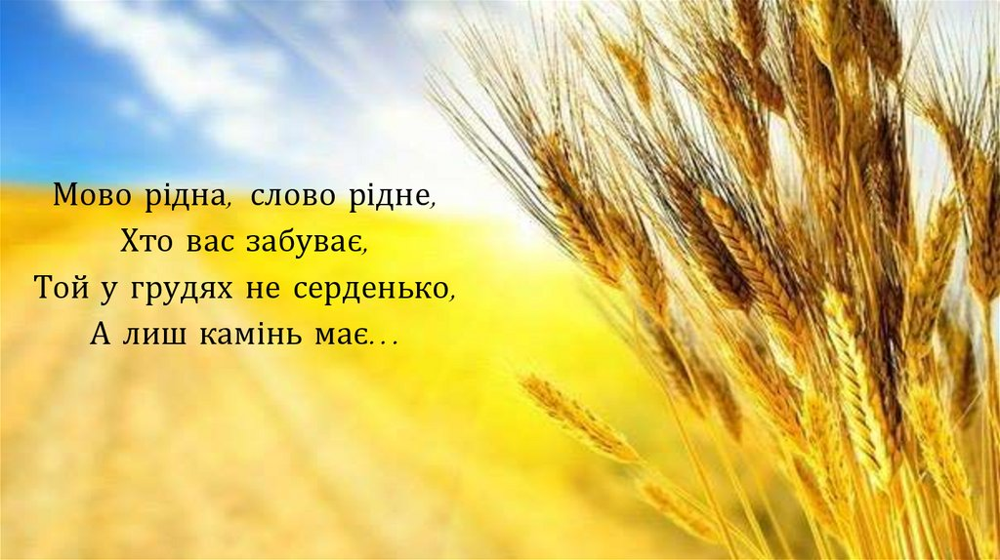 Мово рідна, слово рідне,
Хто вас забуває,
Той у грудях не серденько,
А лиш камінь має...